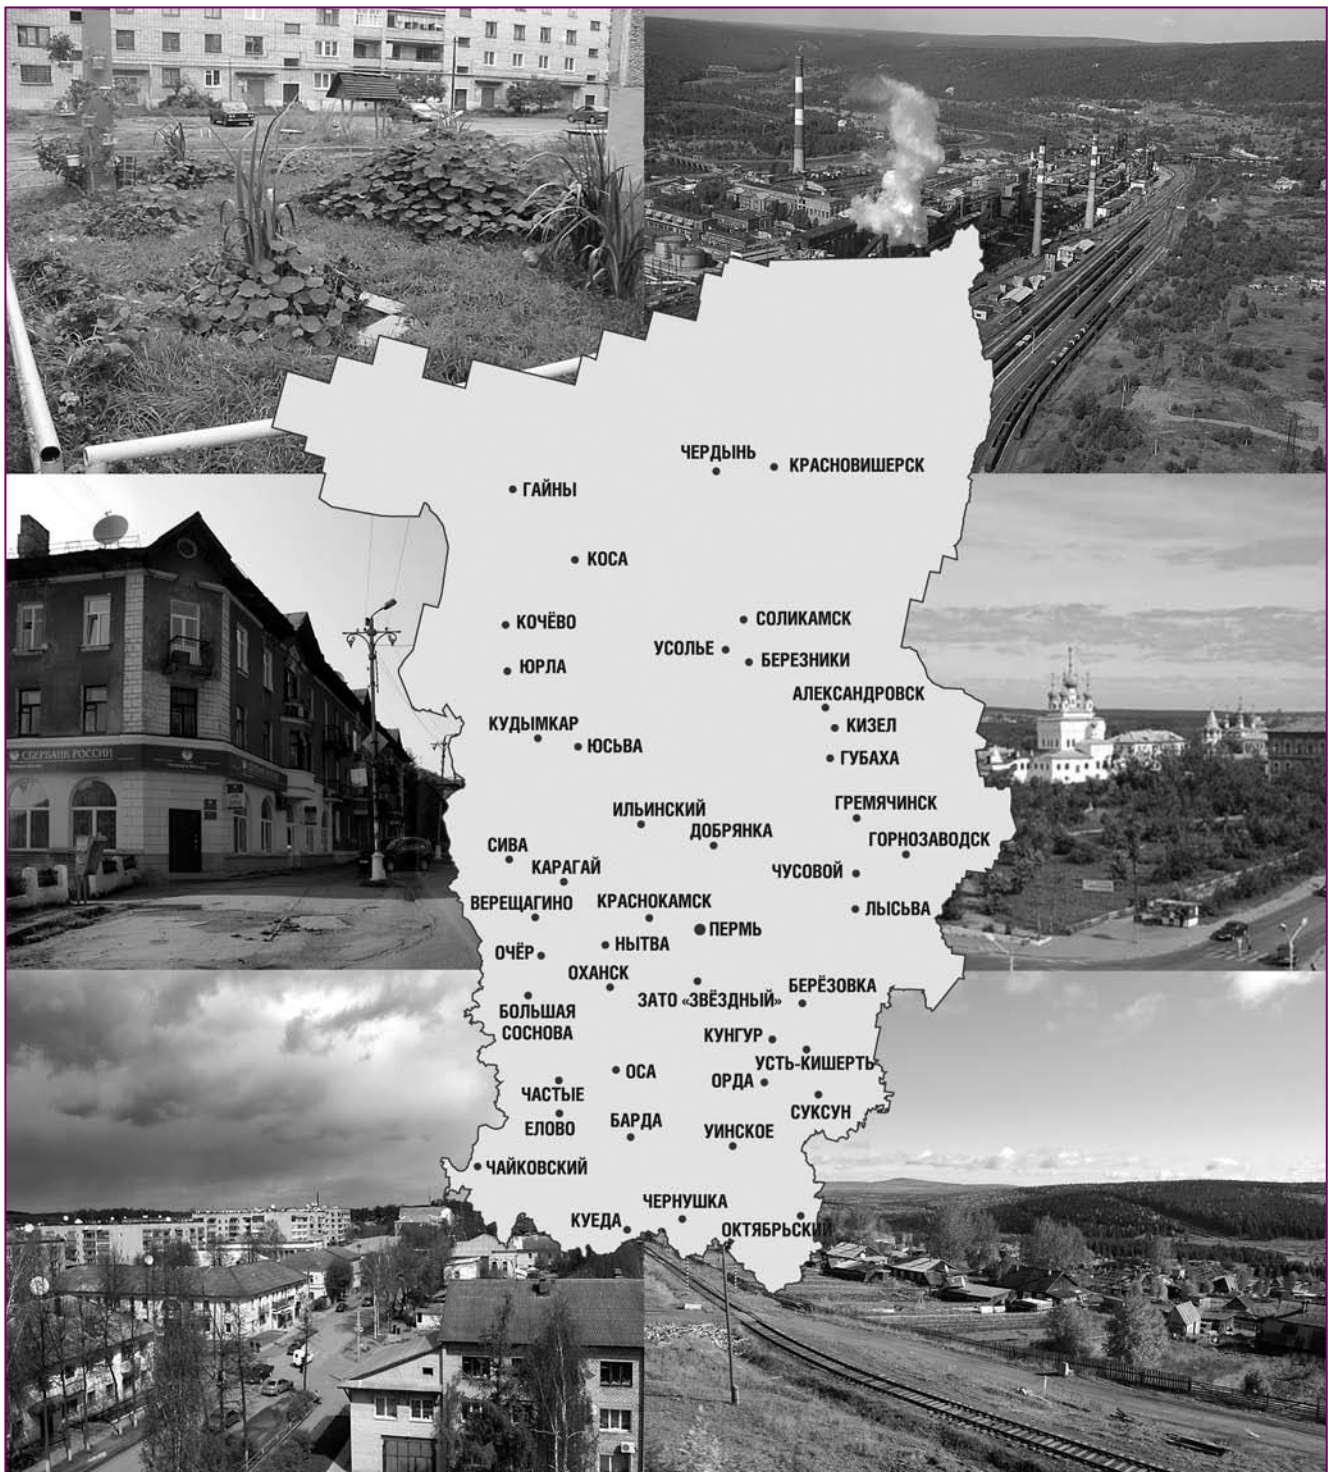 ЧЕРДЫНЬ
КРАСНОВИШЕРСК
ГАЙНЫ
КОСА
КОЧЁВО
СОЛИКАМСК
УСОЛЬЕ
БЕРЕЗНИКИ
ЮРЛА
АЛЕКСАНДРОВСК
КУДЫМКАР
КИЗЕЛ
ЮСЬВА
СБЕРБАНК РОССИИ
ГУБАХА
ИЛЬИНСКИЙ
ГРЕМЯЧИНСК
ДОБРЯНКА
ГОРНОЗАВОДСК
СИВА
КАРАГАЙ
ЧУСОВОЙ
ВЕРЕЩАГИНО
КРАСНОКАМСК
ЛЫСЬВА
ПЕРМЬ
НЫТВА
ОЧЁР
ОХАНСК
БЕРЁЗОВКА
ЗАТО «ЗВЁЗДНЫЙ»
БОЛЬШАЯ
СОСНОВА
КУНГУР
УСТЬ-КИШЕРТЬ
ОСА
ОРДА
ЧАСТЫЕ
СУКСУН
ЕЛОВО
БАРДА
УИНСКОЕ
ЧАЙКОВСКИЙ
ЧЕРНУШКА
КУЕДА
ОКТЯБРЬСКИЙ